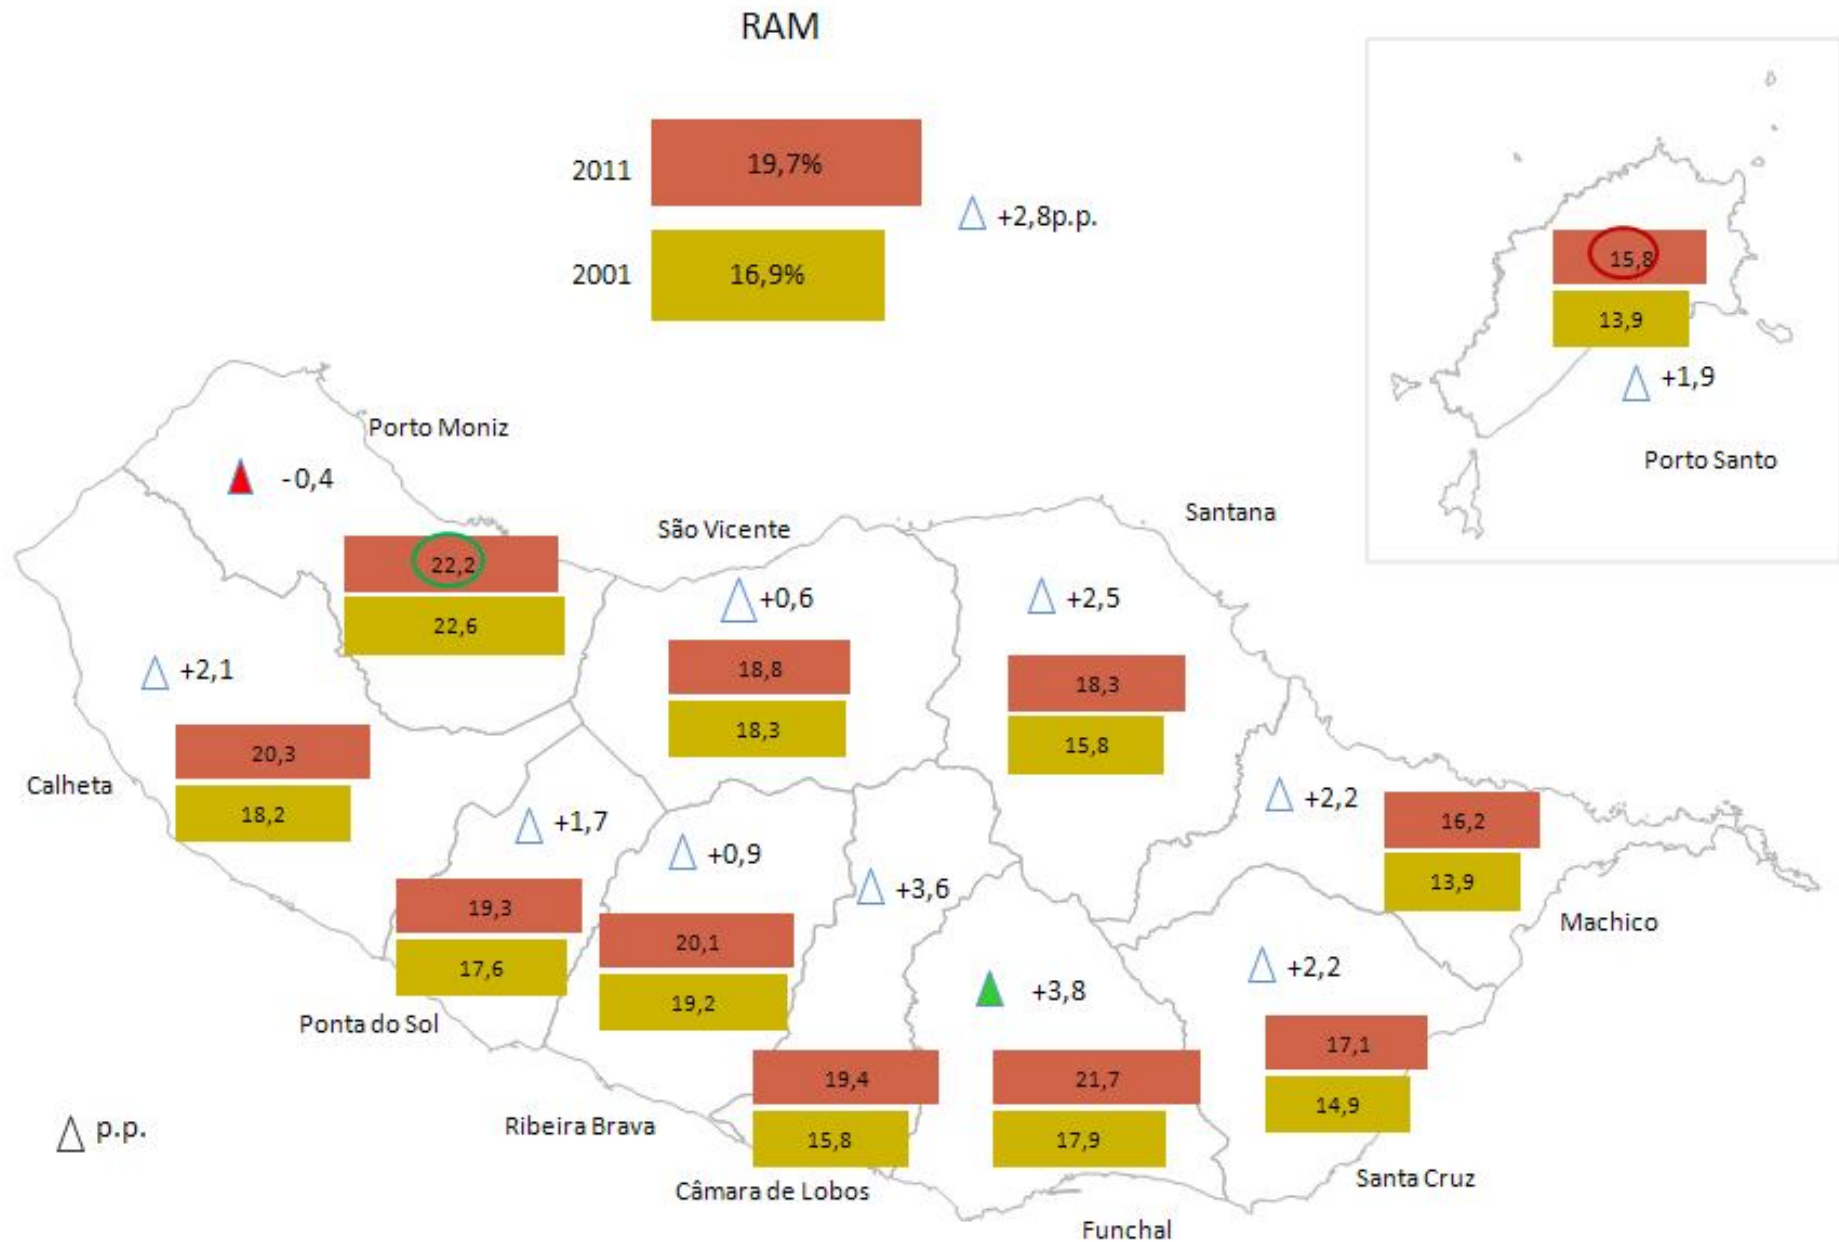 RAM
2011
19,7%
+2,8p.p.
2001
16,9%
15,8
13,9
+1,9
Porto Santo
Porto Moniz
-0,4
22,2
22,6
São Vicente
+0,6
18,8
18,3
Santana
+2,5
18,3
15,8
+2,1
20,3
18,2
Calheta
+1,7
19,3
17,6
Ponta do Sol
+0,9
20,1
19,2
Ribeira Brava
+3,6
19,4
15,8
Câmara de Lobos
+3,8
21,7
17,9
Funchal
+2,2
16,2
13,9
Machico
+2,2
17,1
14,9
Santa Cruz
p.p.